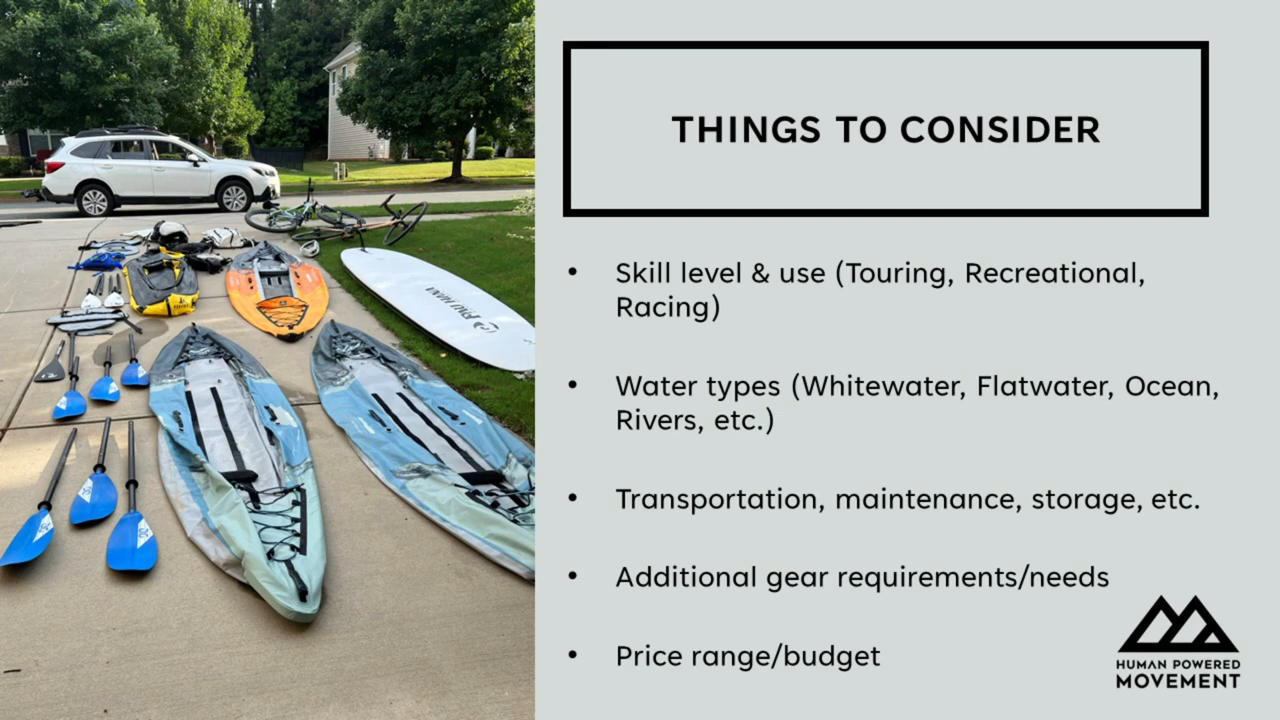 THINGS TO CONSIDER
• Skill level & use (Touring, Recreational,
Racing)
• Water types (Whitewater, Flatwater, Ocean,
Rivers, etc.)
• Transportation, maintenance, storage, etc.
• Additional gear requirements/needs
• Price range/budget
HUMAN POWERED
MOVEMENT